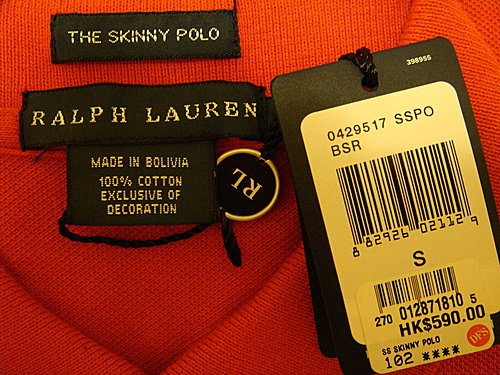 THE SKINNY POLO
RALPH LAUREN
MADE IN BOLIVIA
100% COTTON
EXCLUSIVE OF
DECORATION
RL
398955
0429517 SSPO
BSR
8 82926 02112 9
S
270 012871810 5
HK$590.00
SS SKINNY POLO
DFS
102 ****